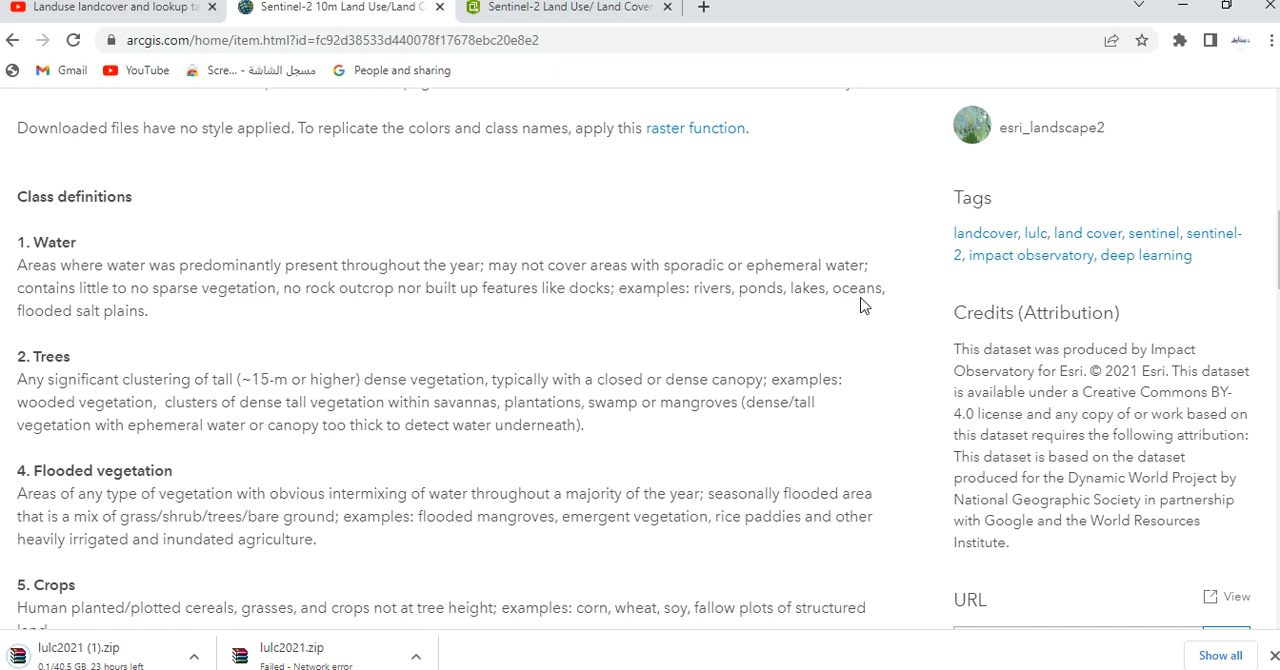 Landuse landcover and lookup ta
Sentinel-2 10m Land Use/Land C
Sentinel-2 Land Use/ Land Cover
arcgis.com/home/item.html?id=fc92d38533d440078f17678ebc20e8e2
Gmail
YouTube
Scre... - مسجل الشاشة
People and sharing
Downloaded files have no style applied. To replicate the colors and class names, apply this raster function.
Class definitions
1. Water
Areas where water was predominantly present throughout the year; may not cover areas with sporadic or ephemeral water;
contains little to no sparse vegetation, no rock outcrop nor built up features like docks; examples: rivers, ponds, lakes, oceans,
flooded salt plains.
2. Trees
Any significant clustering of tall (~15-m or higher) dense vegetation, typically with a closed or dense canopy; examples:
wooded vegetation, clusters of dense tall vegetation within savannas, plantations, swamp or mangroves (dense/tall
vegetation with ephemeral water or canopy too thick to detect water underneath).
4. Flooded vegetation
Areas of any type of vegetation with obvious intermixing of water throughout a majority of the year; seasonally flooded area
that is a mix of grass/shrub/trees/bare ground; examples: flooded mangroves, emergent vegetation, rice paddies and other
heavily irrigated and inundated agriculture.
5. Crops
Human planted/plotted cereals, grasses, and crops not at tree height; examples: corn, wheat, soy, fallow plots of structured
esri_landscape2
Tags
landcover, lulc, land cover, sentinel, sentinel-
2, impact observatory, deep learning
Credits (Attribution)
This dataset was produced by Impact
Observatory for Esri. © 2021 Esri. This dataset
is available under a Creative Commons BY-
4.0 license and any copy of or work based on
this dataset requires the following attribution:
This dataset is based on the dataset
produced for the Dynamic World Project by
National Geographic Society in partnership
with Google and the World Resources
Institute.
URL
View
lulc2021 (1).zip
0.1/40.5 GB, 23 hours left
lulc2021.zip
Failed - Network error
Show all